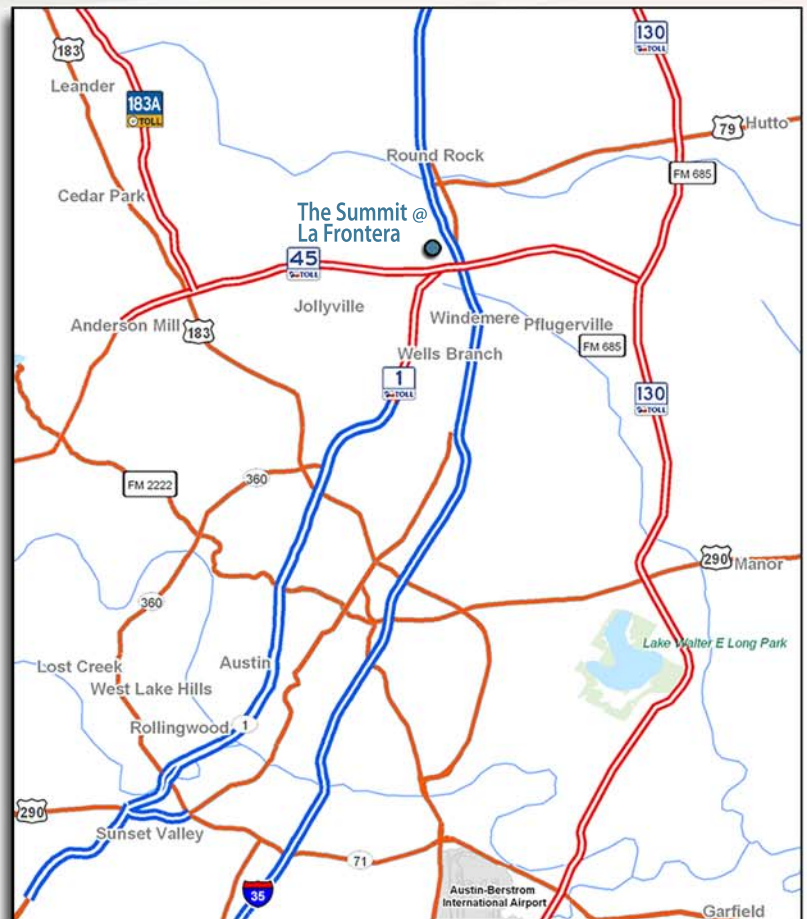 130
TOLL
183
Leander
183A
TOLL
79
Hutto
Round Rock
FM 685
Cedar Park
The Summit @
La Frontera
45
TOLL
Jollyville
Anderson Mill
183
Windemere
Pflugerville
FM 685
Wells Branch
1
TOLL
130
TOLL
360
FM 2222
290
Manor
360
Lake Walter E Long Park
Lost Creek
Austin
West Lake Hills
Rollingwood
1
290
Sunset Valley
71
35
Austin-Berstrom
International Airport
Garfield